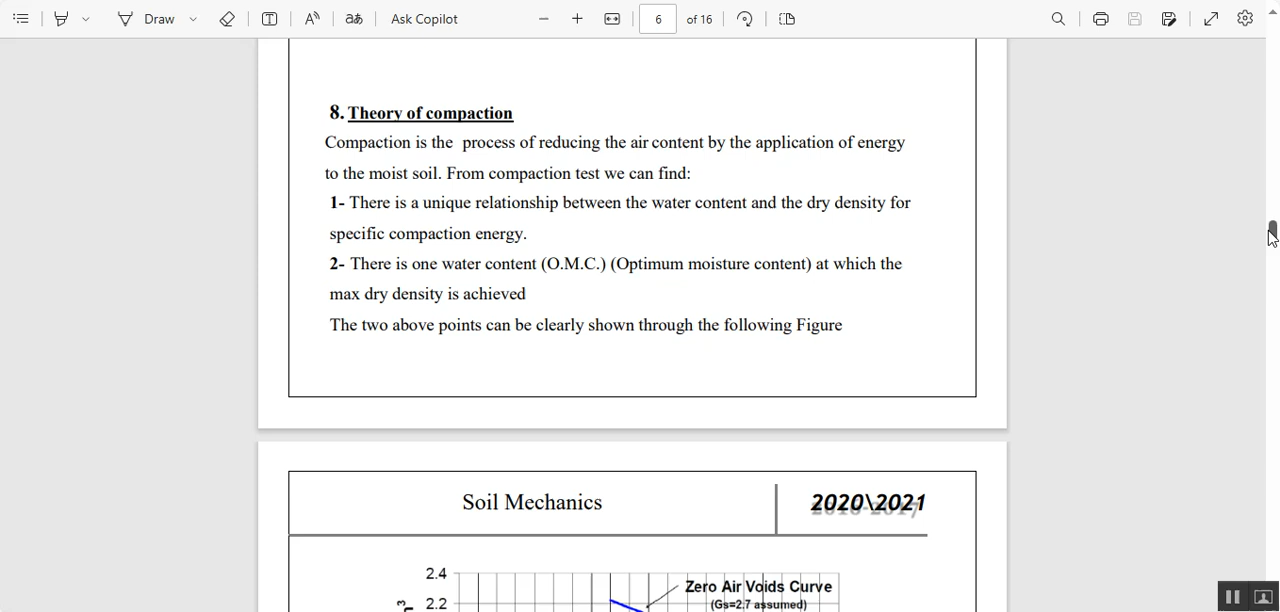 Draw
Ask Copilot
6
of 16
8. Theory of compaction
Compaction is the process of reducing the air content by the application of energy
to the moist soil. From compaction test we can find:
1- There is a unique relationship between the water content and the dry density for
specific compaction energy.
2- There is one water content (O.M.C.) (Optimum moisture content) at which the
max dry density is achieved
The two above points can be clearly shown through the following Figure
Soil Mechanics
2020\2021
2.4
Zero Air Voids Curve
2.2
(Gs=2.7 assumed)